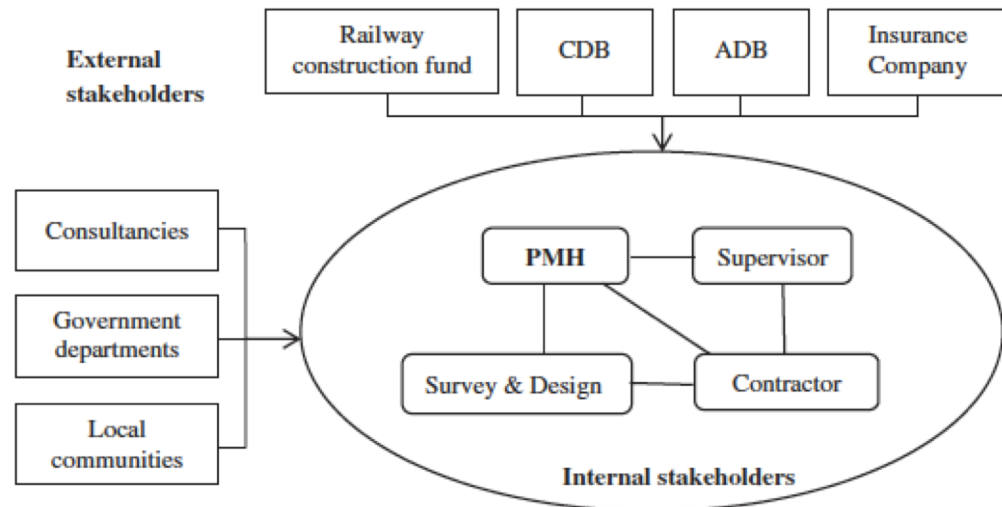 External
stakeholders
Railway
construction fund
CDB
ADB
Insurance
Company
Consultancies
Government
departments
Local
communities
PMH
Supervisor
Survey & Design
Contractor
Internal stakeholders